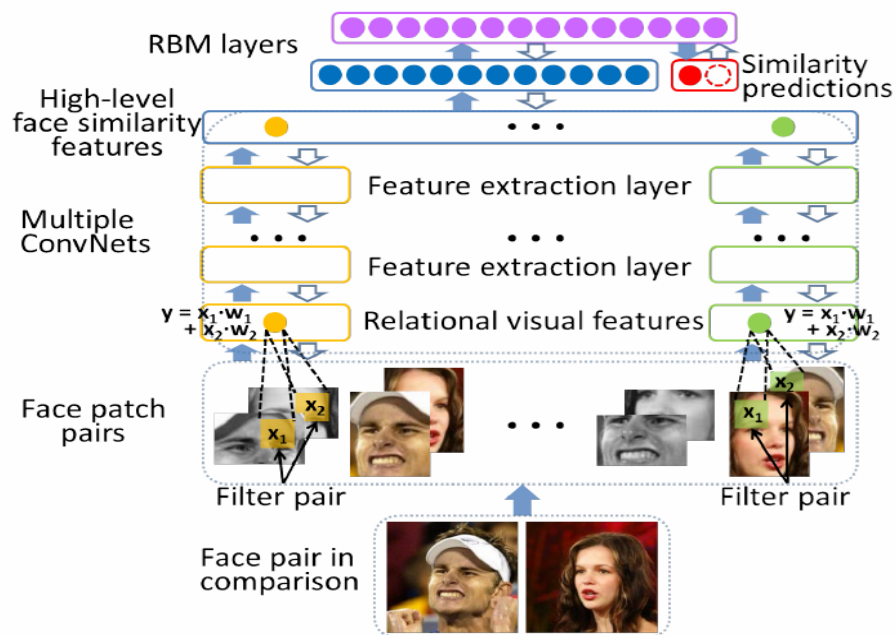 RBM layers
Similarity
predictions
High-level
face similarity
features
• • •
Feature extraction layer
Multiple
ConvNets
• • •
• • •
• • •
Feature extraction layer
y = x₁·w₁
+ x₂·w₂
Relational visual features
y = x₁·w₁
+ x₂·w₂
Face patch
pairs
x₁
x₂
• • •
x₂
x₁
Filter pair
Filter pair
Face pair in
comparison